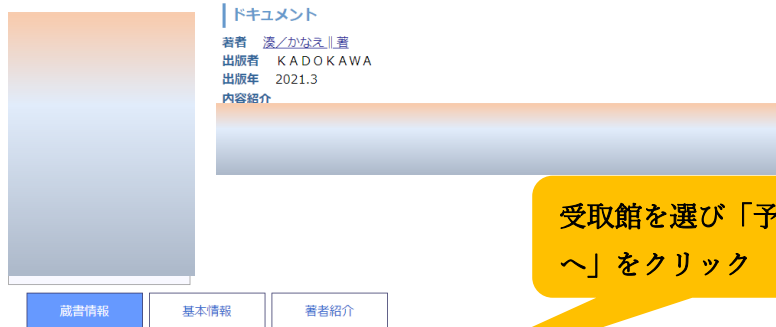 ドキュメント
著者 湊／かなえ‖著
出版者 ＫＡＤＯＫＡＷＡ
出版年 2021.3
内容紹介
受取館を選び「予
へ」をクリック
蔵書情報 基本情報 著者紹介